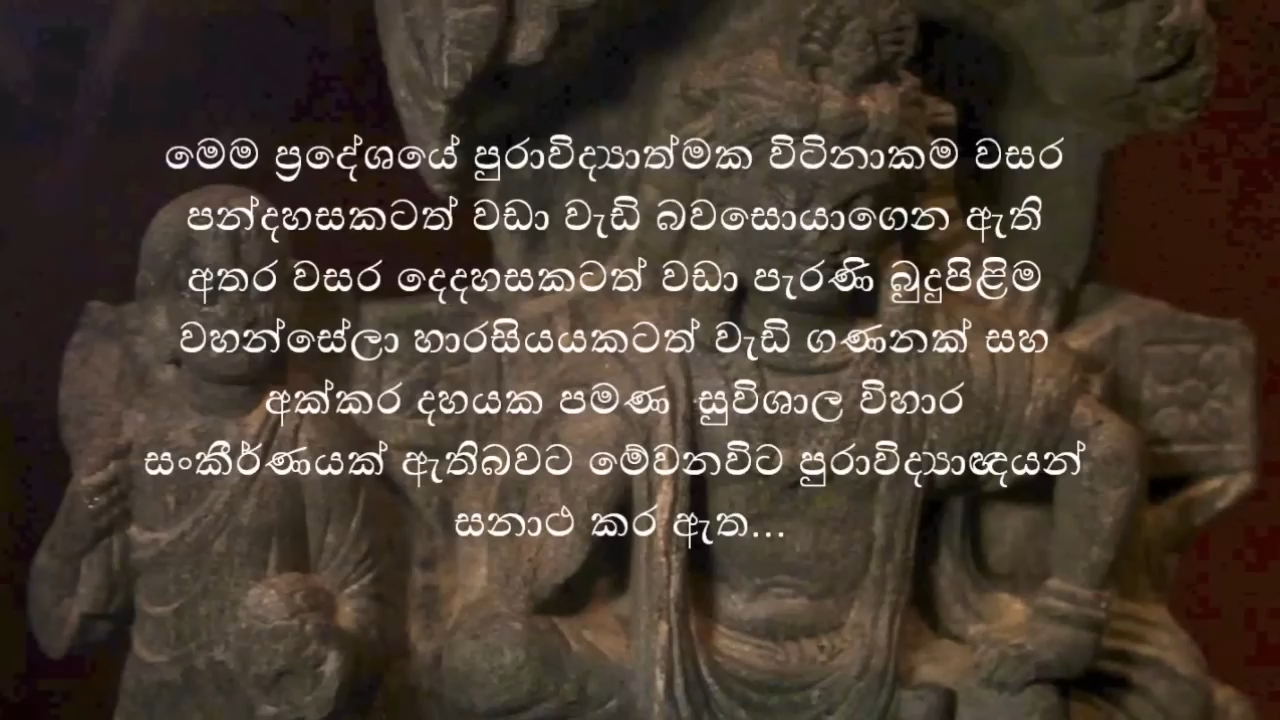 මෙම ප්‍රදේශයේ පුරාවිද්‍යාත්මක විටිනාකම වසර
පන්දහසකටත් වඩා වැඩි බවසොයාගෙන ඇති
අතර වසර දෙදහසකටත් වඩා පැරණි බුදුපිළිම
වහන්සේලා හාරසියයකටත් වැඩි ගණනක් සහ
අක්කර දහයක පමණ සුවිශාල විහාර
සංකීර්ණයක් ඇතිබවට මේවනවිට පුරාවිද්‍යාඥයන්
සනාථ කර ඇත...